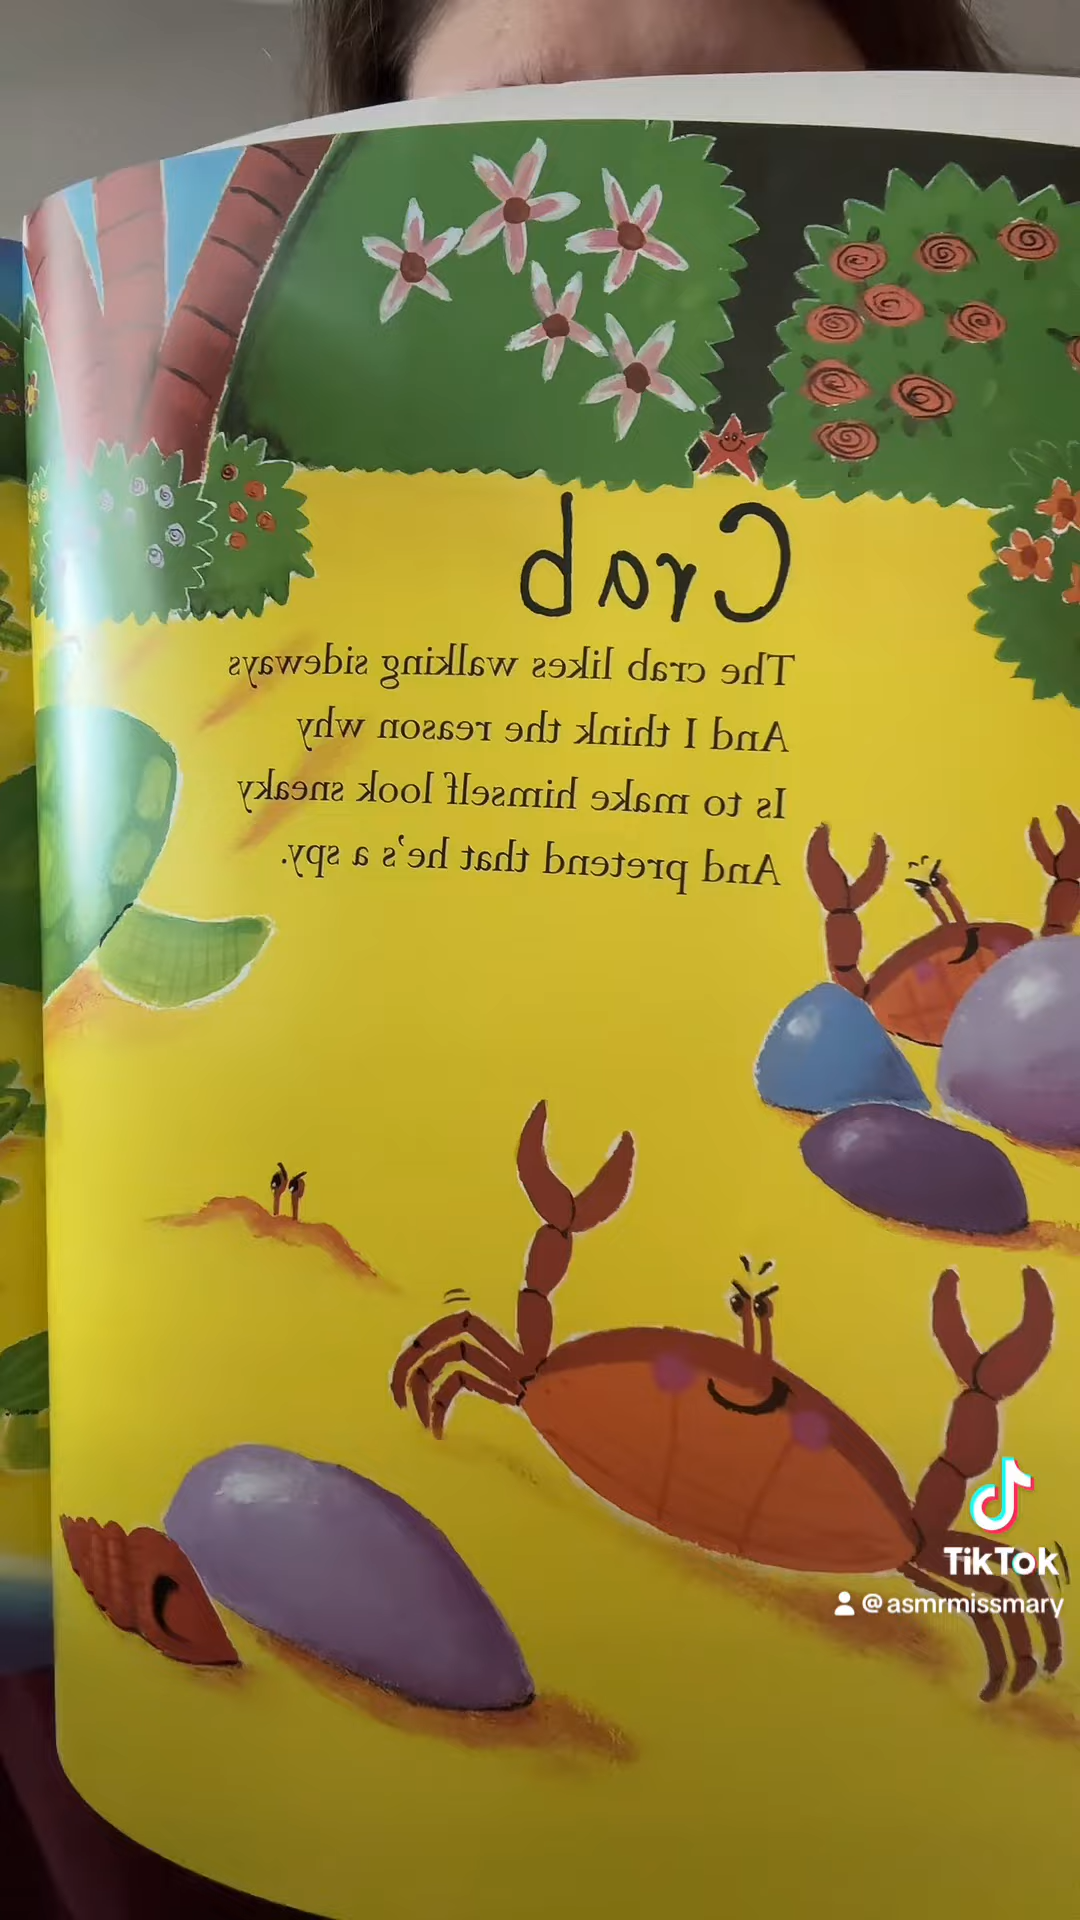 Crab
The crab likes walking sideways
And I think the reason why
Is to make himself look sneaky
And pretend that he's a spy.
TikTok
@asmrmissmary